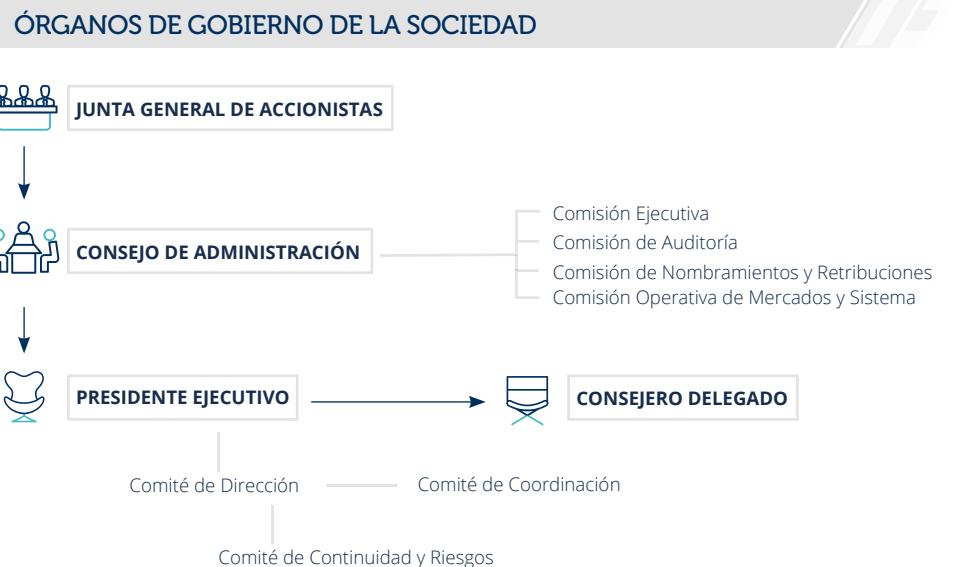 ÓRGANOS DE GOBIERNO DE LA SOCIEDAD
JUNTA GENERAL DE ACCIONISTAS
CONSEJO DE ADMINISTRACIÓN
Comisión Ejecutiva
Comisión de Auditoría
Comisión de Nombramientos y Retribuciones
Comisión Operativa de Mercados y Sistema
PRESIDENTE EJECUTIVO
CONSEJERO DELEGADO
Comité de Dirección
Comité de Coordinación
Comité de Continuidad y Riesgos